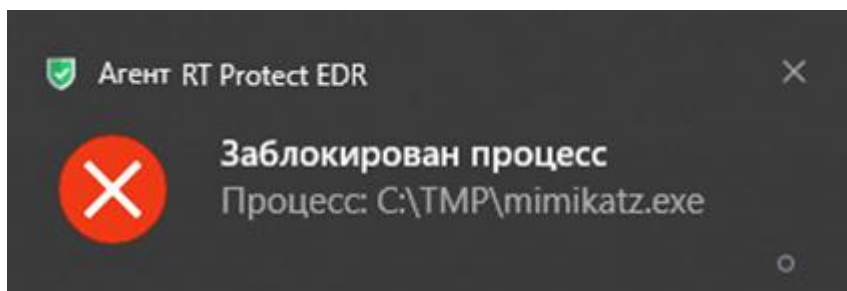 Агент RT Protect EDR
Заблокирован процесс
Процесс: C:\TMP\mimikatz.exe